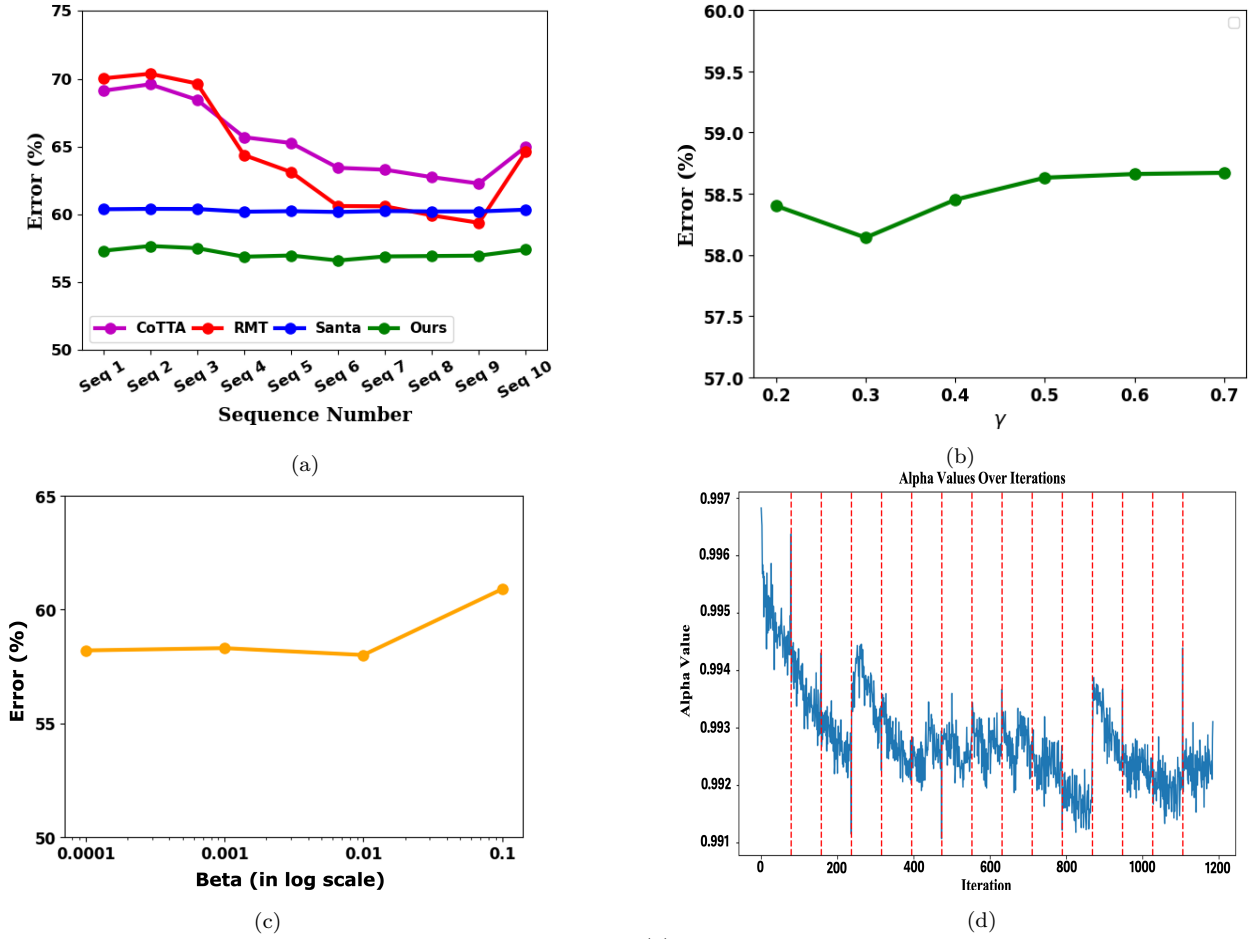 75
70
65
60
55
50
Error (%)
CoTTA RMT Santa Ours
Seq 1 Seq 2 Seq 3 Seq 4 Seq 5 Seq 6 Seq 7 Seq 8 Seq 9 Seq 10
Sequence Number
(a)
60.0
59.5
59.0
58.5
58.0
57.5
57.0
Error (%)
0.2 0.3 0.4 0.5 0.6 0.7
γ
(b)
65
60
55
50
Error (%)
0.0001 0.001 0.01 0.1
Beta (in log scale)
(c)
Alpha Values Over Iterations
0.997
0.996
0.995
0.994
0.993
0.992
0.991
Alpha Value
0 200 400 600 800 1000 1200
Iteration
(d)